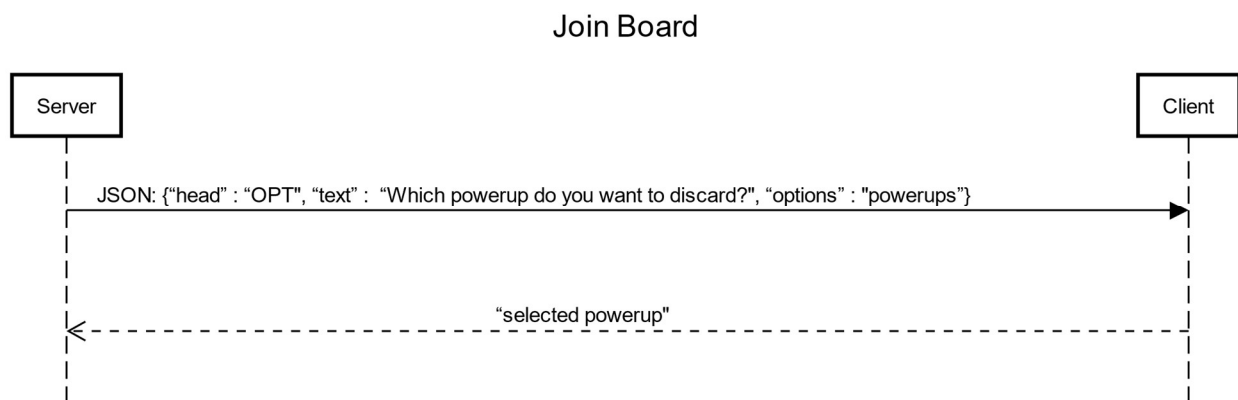 Join Board
Server
Client
JSON: {“head” : “OPT", “text” :  “Which powerup do you want to discard?", “options” : "powerups”}
“selected powerup"